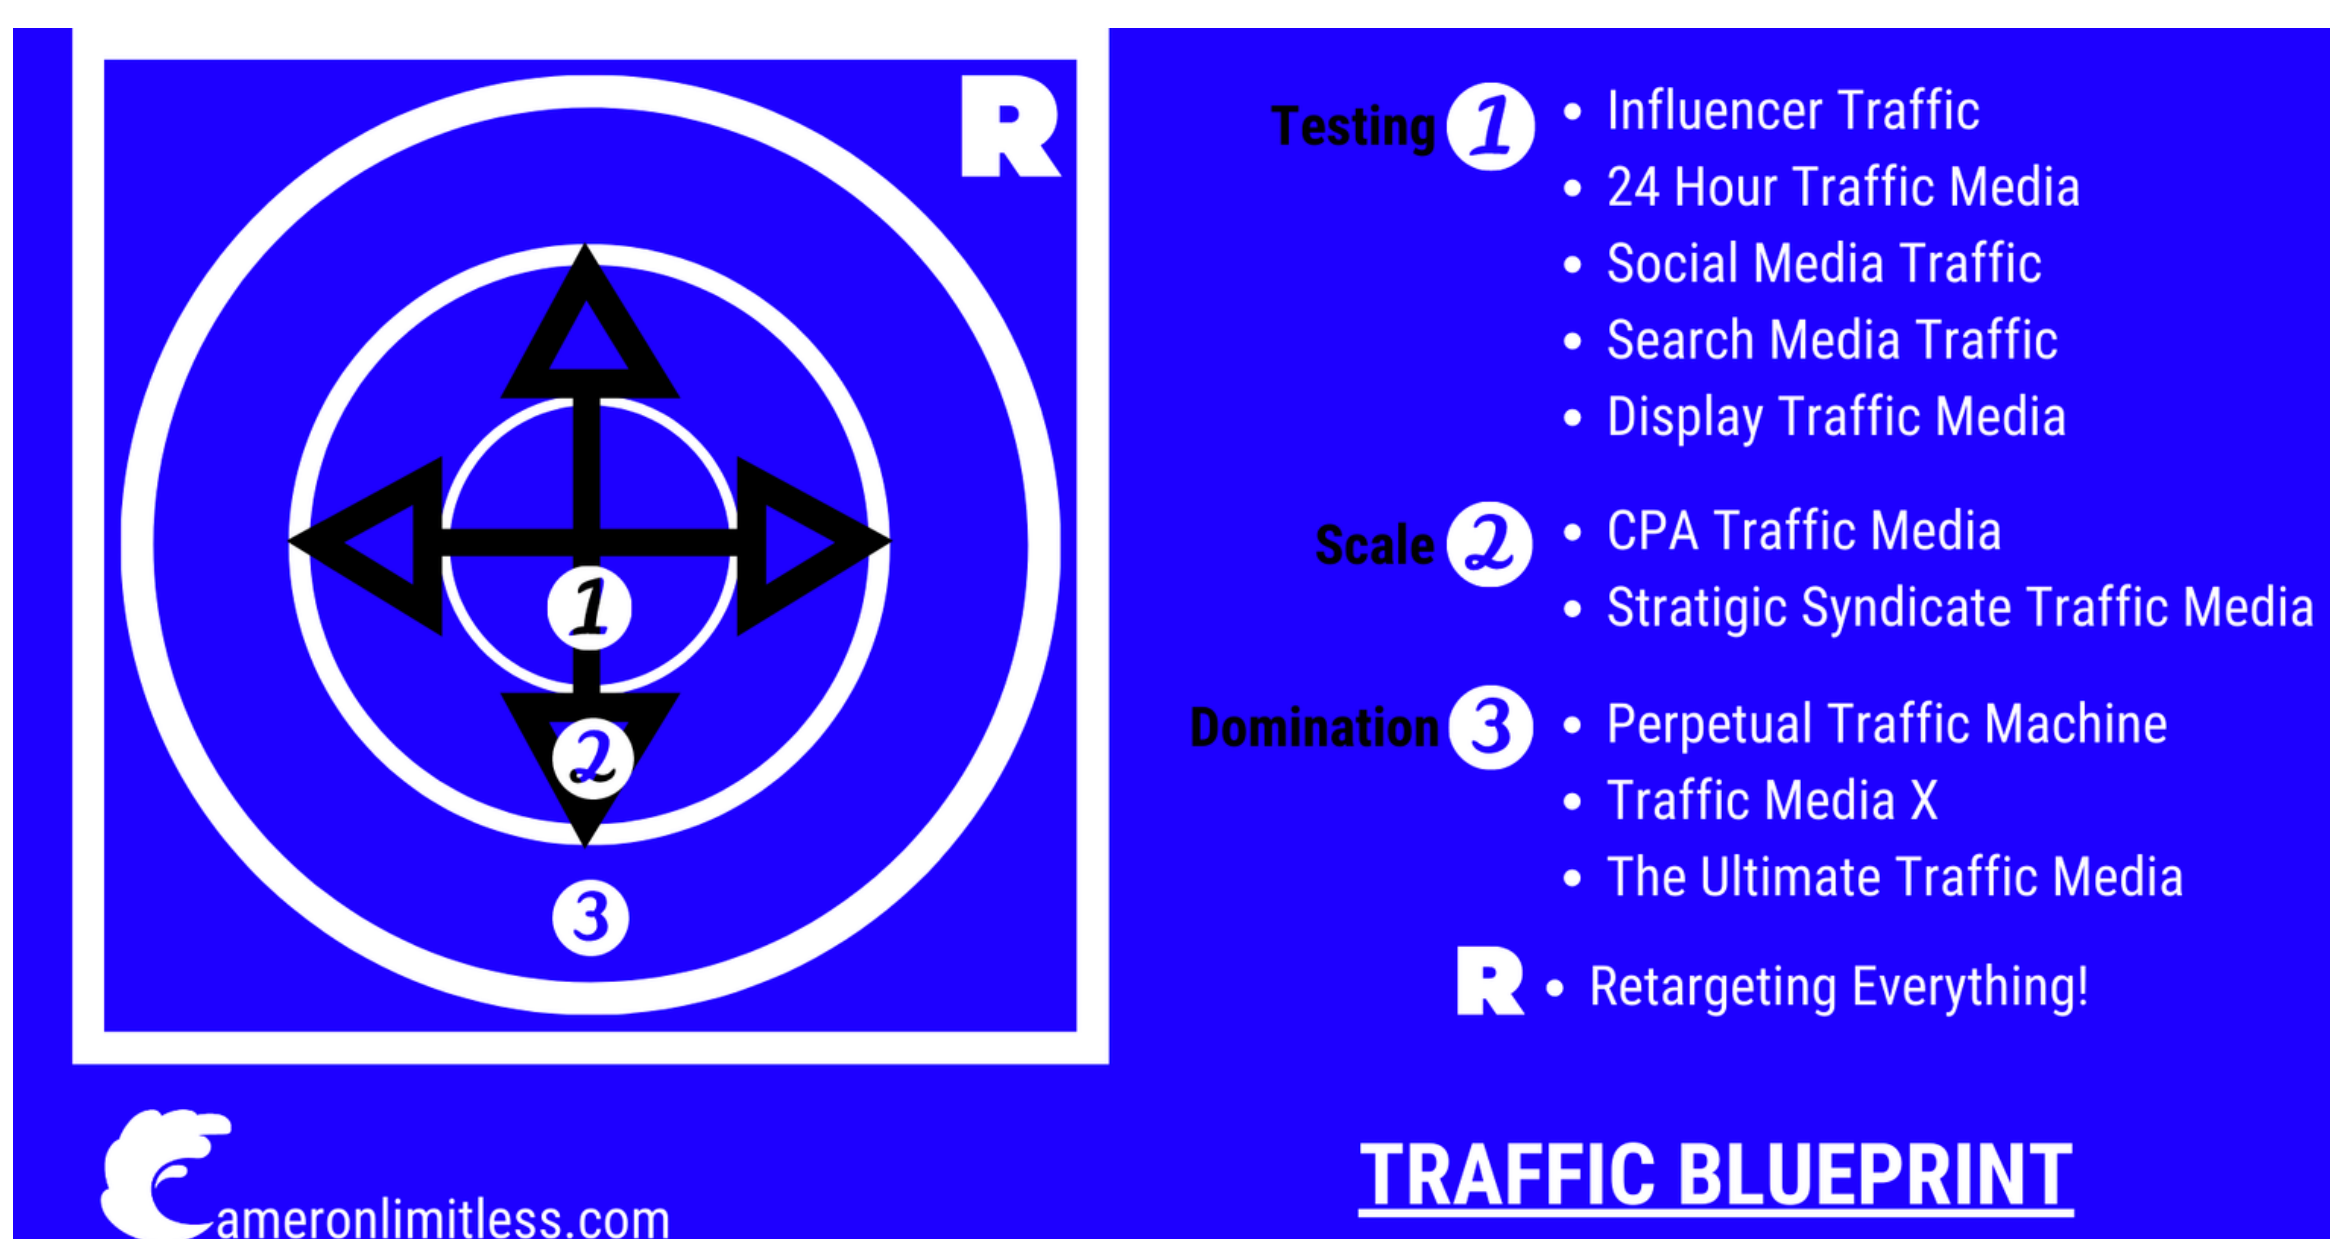 R
1
2
3
Testing 1
• Influencer Traffic
• 24 Hour Traffic Media
• Social Media Traffic
• Search Media Traffic
• Display Traffic Media
Scale 2
• CPA Traffic Media
• Stratigic Syndicate Traffic Media
Domination 3
• Perpetual Traffic Machine
• Traffic Media X
• The Ultimate Traffic Media
R • Retargeting Everything!
Cameronlimitless.com
TRAFFIC BLUEPRINT